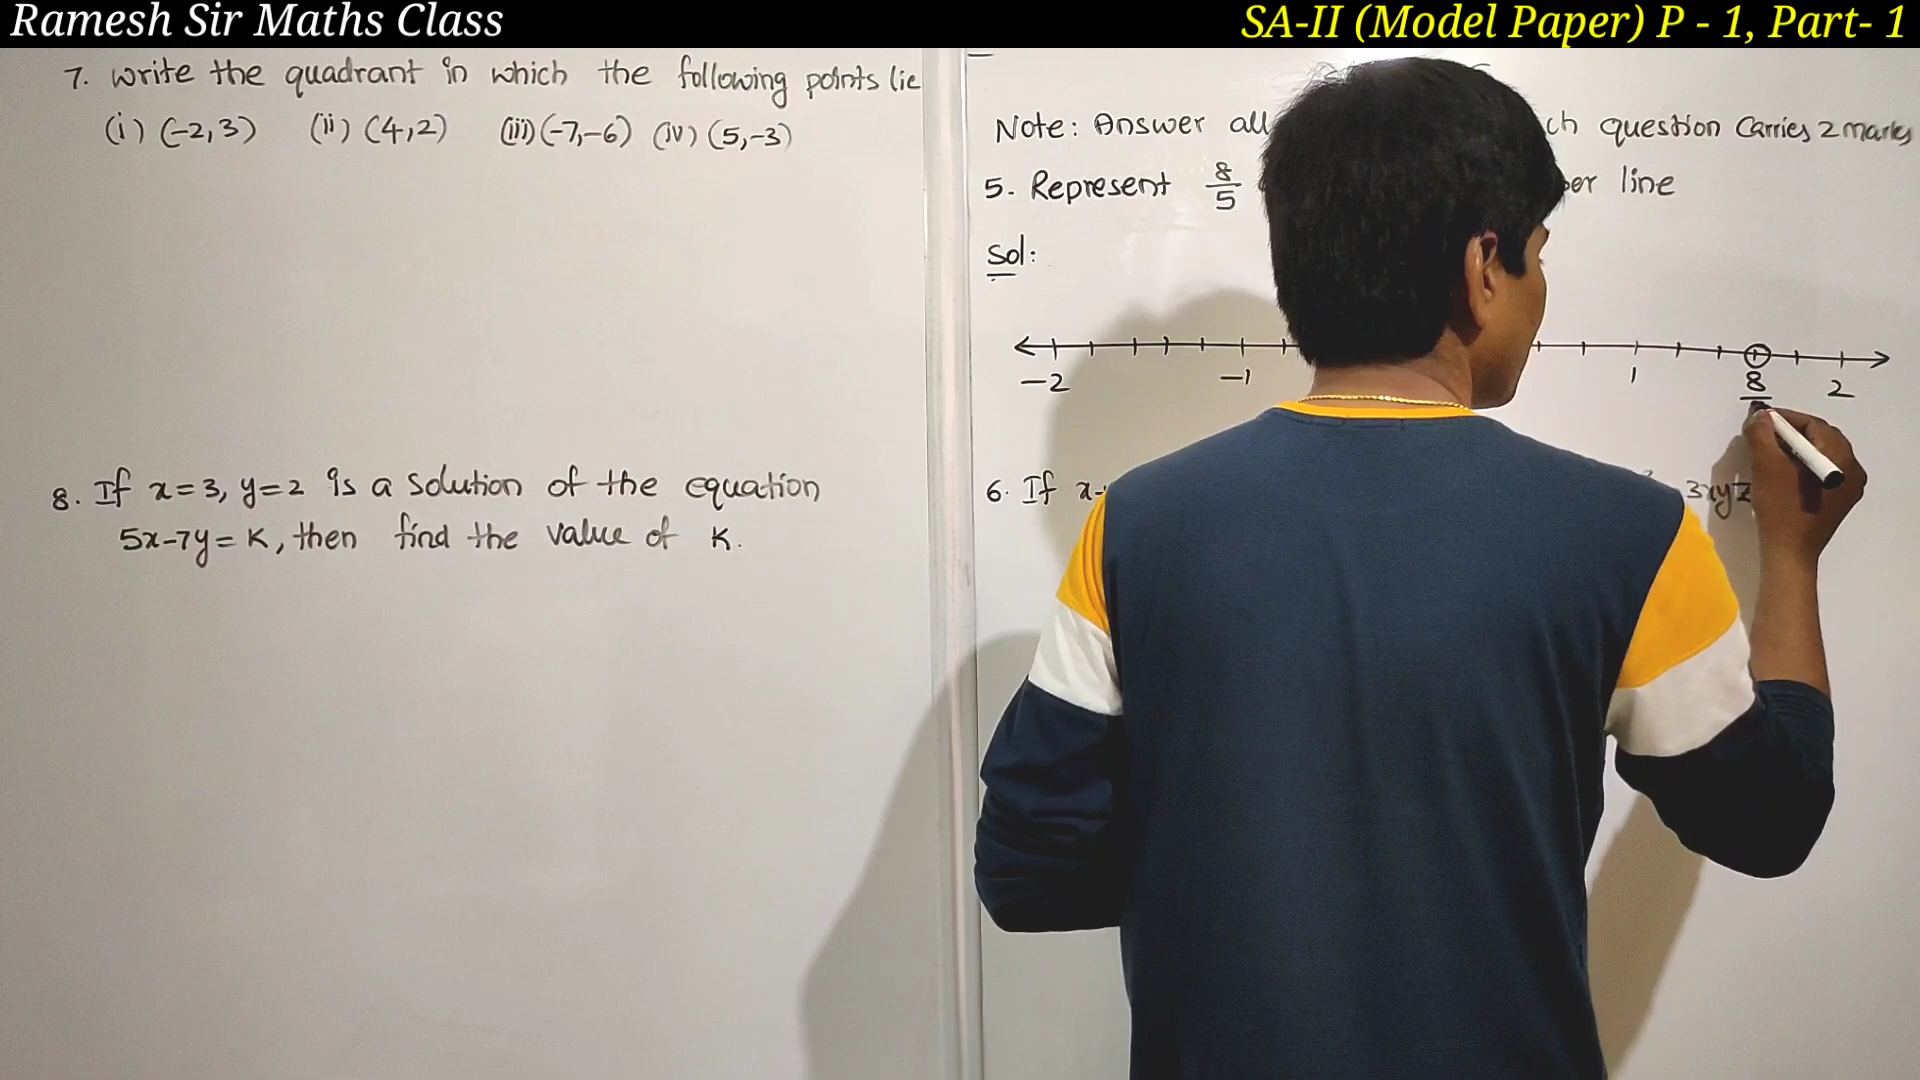 Ramesh Sir Maths Class
SA-II (Model Paper) P - 1, Part- 1
7. Write the quadrant in which the following points lie
(i) (-2,3) (ii) (4,2) (iii) (-7,-6) (iv) (5,-3)
8. If x=3, y=2 is a solution of the equation
5x-7y=K, then find the value of K.
Note: Answer all question Carries 2 marks
5. Represent 8/5 line
Sol:
-2 -1 1 8 2
6. If 3xyz